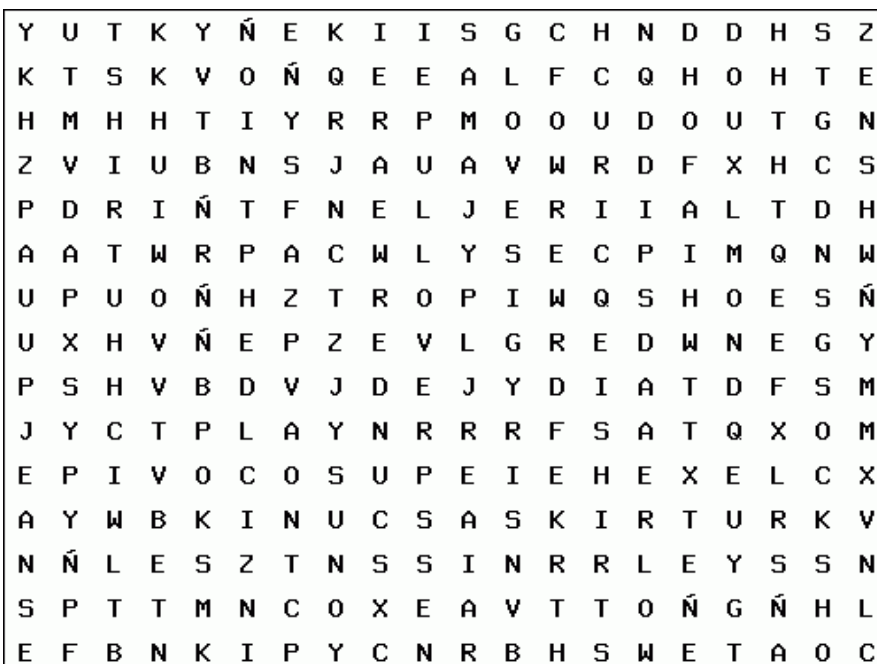 Y U T K Y Ñ E K I I S G C H N D D H S Z
K T S K V O Ñ Q E E A L F C Q H O H T E
H M H H T I Y R R P M O O U D O U T G N
Z V I U B N S J A U A V W R D F X H C S
P D R I Ñ T F N E L J E R I I A L T D H
A A T W R P A C W L Y S E C P I M Q N W
U P U O Ñ H Z T R O P I W Q S H O E S Ñ
U X H V Ñ E P Z E V L G R E D W N E G Y
P S H V B D V J D E J Y D I A T D F S M
J Y C T P L A Y N R R R F S A T Q X O M
E P I V O C O S U P E I E H E X E L C X
A Y W B K I N U C S A S K I R T U R K V
N Ñ L E S Z T N S S I N R R L E Y S S N
S P T T M N C O X E A V T T O Ñ G Ñ H L
E F B N K I P Y C N R B H S W E T A O C